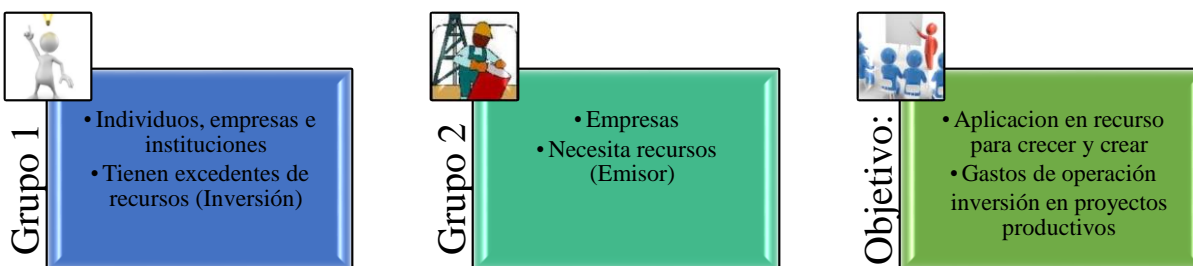 Grupo 1
• Individuos, empresas e
instituciones
• Tienen excedentes de
recursos (Inversión)
Grupo 2
• Empresas
• Necesita recursos
(Emisor)
Objetivo:
• Aplicacion en recurso
para crecer y crear
• Gastos de operación
inversión en proyectos
productivos